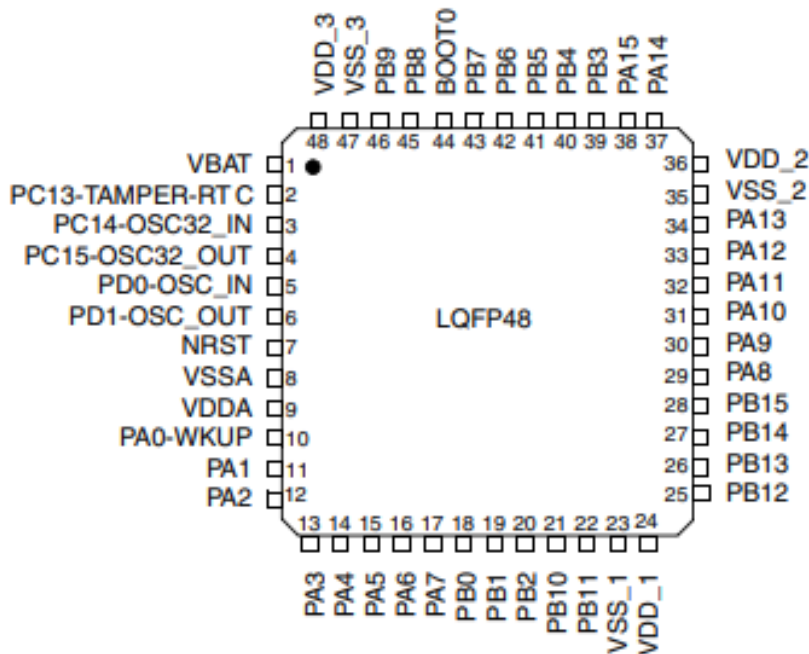 VDD_3
VSS_3
PB9
PB8
BOOT0
PB7
PB6
PB5
PB4
PB3
PA15
PA14
48 47 46 45 44 43 42 41 40 39 38 37
VBAT 1
PC13-TAMPER-RTC 2
PC14-OSC32_IN 3
PC15-OSC32_OUT 4
PD0-OSC_IN 5
PD1-OSC_OUT 6
NRST 7
VSSA 8
VDDA 9
PA0-WKUP 10
PA1 11
PA2 12
LQFP48
36 VDD_2
35 VSS_2
34 PA13
33 PA12
32 PA11
31 PA10
30 PA9
29 PA8
28 PB15
27 PB14
26 PB13
25 PB12
13 14 15 16 17 18 19 20 21 22 23 24
PA3
PA4
PA5
PA6
PA7
PB0
PB1
PB2
PB10
PB11
VSS_1
VDD_1